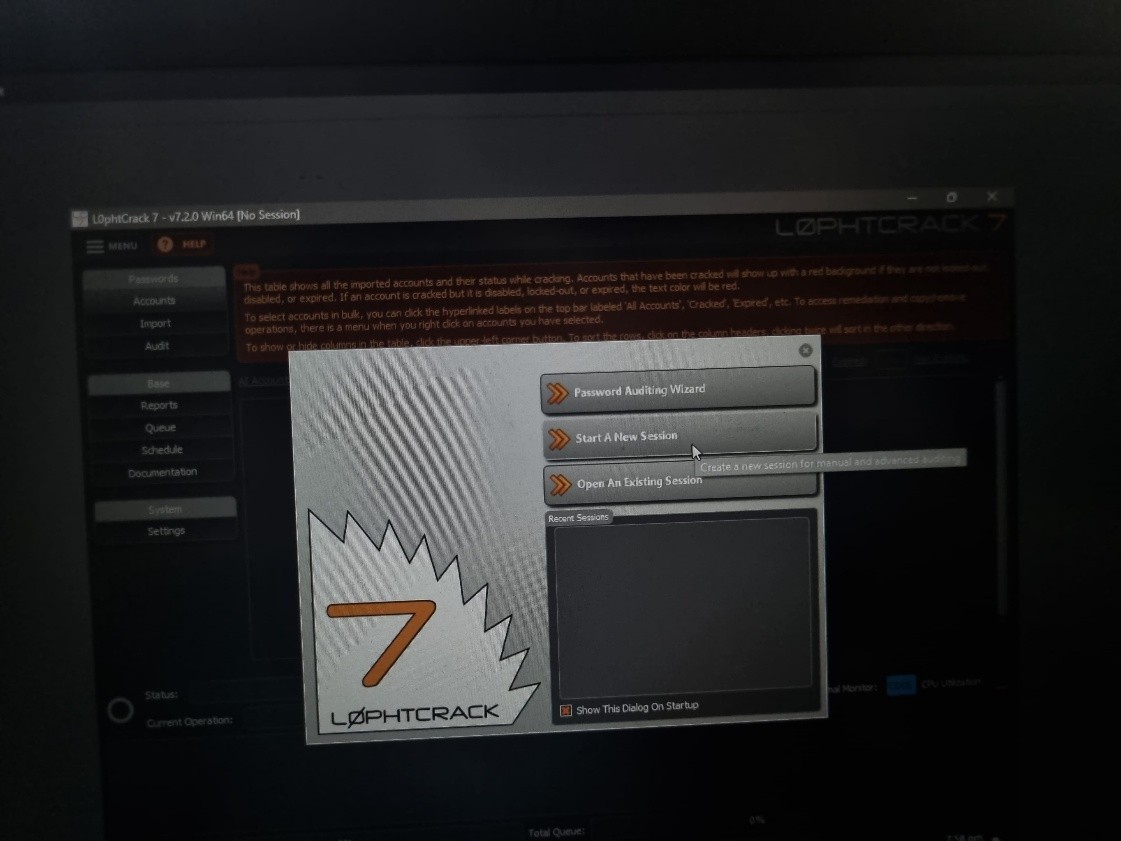 L0phtCrack 7 - v7.2.0 Win64 [No Session]
LØPHTCRACK 7
MENU
HELP
Passwords
Accounts
Import
Audit
Base
Reports
Queue
Schedule
Documentation
System
Settings
Help
This table shows all the imported accounts and their status while cracking. Accounts that have been cracked will show up with a red background if they are not locked-out,
disabled, or expired. If an account is cracked but it is disabled, locked-out, or expired, the text color will be red.
To select accounts in bulk, you can click the hyperlinked labels on the top bar labeled 'All Accounts', 'Cracked', 'Expired', etc. To access remediation and
operations, there is a menu when you right click on accounts you have selected.
To show or hide columns in the table, click the upper left corner button. To sort the click on the column headers, clicking will sort in the other direction.
All Accounts
Password Auditing Wizard
Start A New Session
Create a new session for manual and advanced auditing
Open An Existing Session
Recent Sessions
7
LØPHTCRACK
Show This Dialog On Startup
Status:
Current Operation:
Monitor:
CPU Utilization:
Total Queue:
0%
7:58 pm